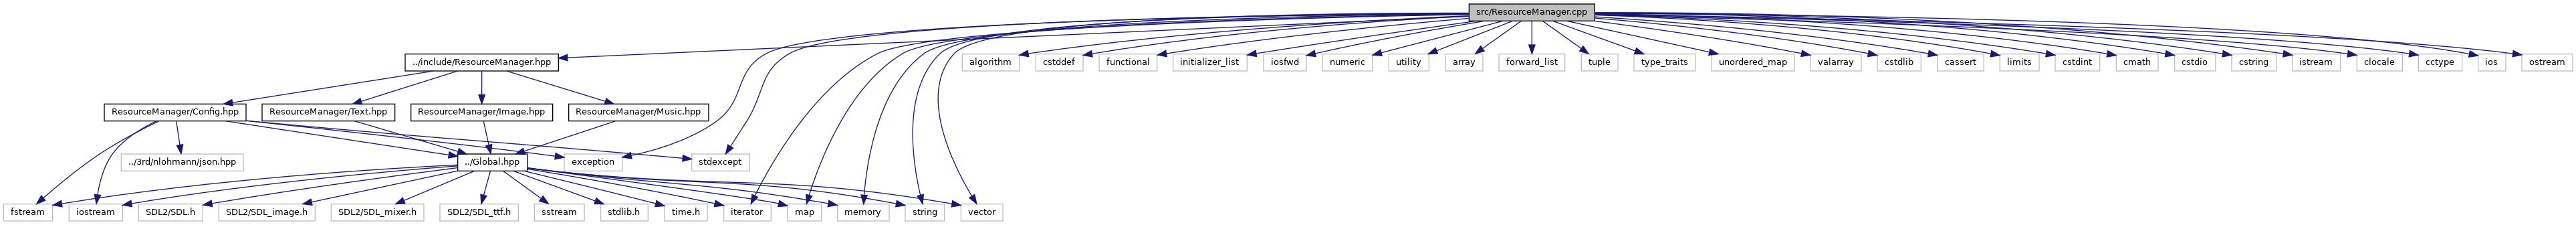 src/ResourceManager.cpp
../include/ResourceManager.hpp
algorithm
cstddef
functional
initializer_list
iosfwd
numeric
utility
array
forward_list
tuple
type_traits
unordered_map
valarray
cstdlib
cassert
limits
cstdint
cmath
cstdio
cstring
istream
clocale
cctype
ios
ostream
ResourceManager/Config.hpp
ResourceManager/Text.hpp
ResourceManager/Image.hpp
ResourceManager/Music.hpp
../3rd/nlohmann/json.hpp
../Global.hpp
exception
stdexcept
fstream
iostream
SDL2/SDL.h
SDL2/SDL_image.h
SDL2/SDL_mixer.h
SDL2/SDL_ttf.h
sstream
stdlib.h
time.h
iterator
map
memory
string
vector